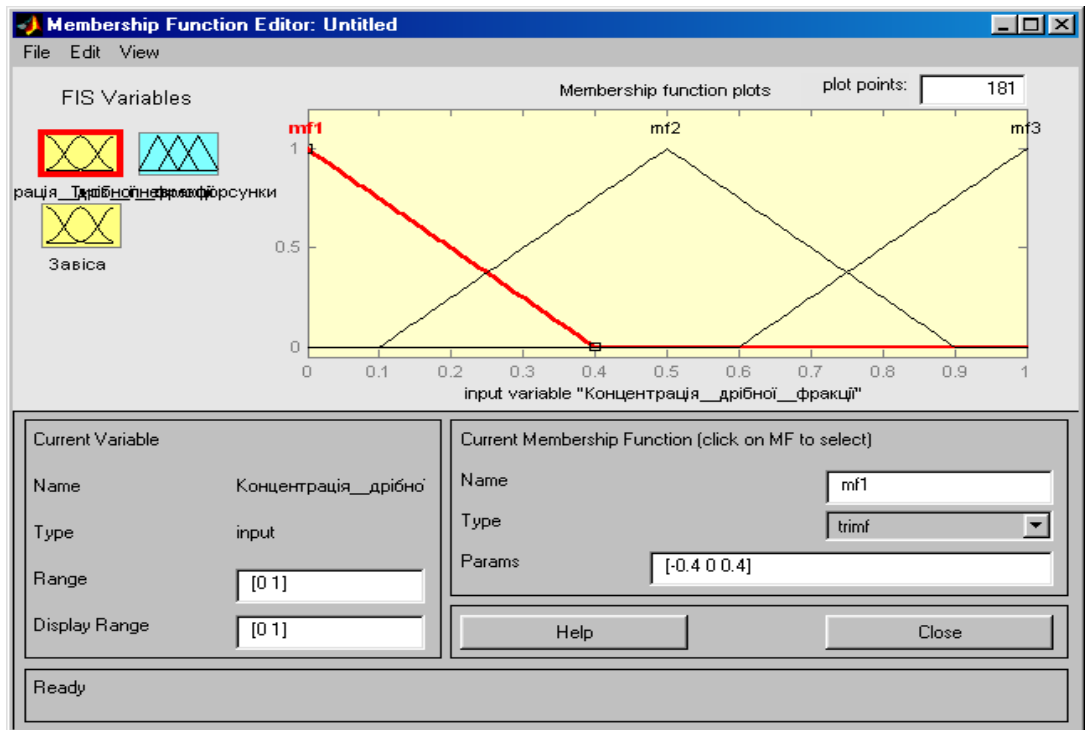 Membership Function Editor: Untitled
File Edit View
FIS Variables
Membership function plots
plot points:
181
форсунки
Завіса
mf1
mf2
mf3
1
0.5
0
0 0.1 0.2 0.3 0.4 0.5 0.6 0.7 0.8 0.9 1
input variable "Концентрація__дрібної__фракції"
Current Variable
Name Концентрація__дрібної
Type input
Range [0 1]
Display Range [0 1]
Current Membership Function (click on MF to select)
Name mf1
Type trimf
Params [-0.4 0 0.4]
Help
Close
Ready